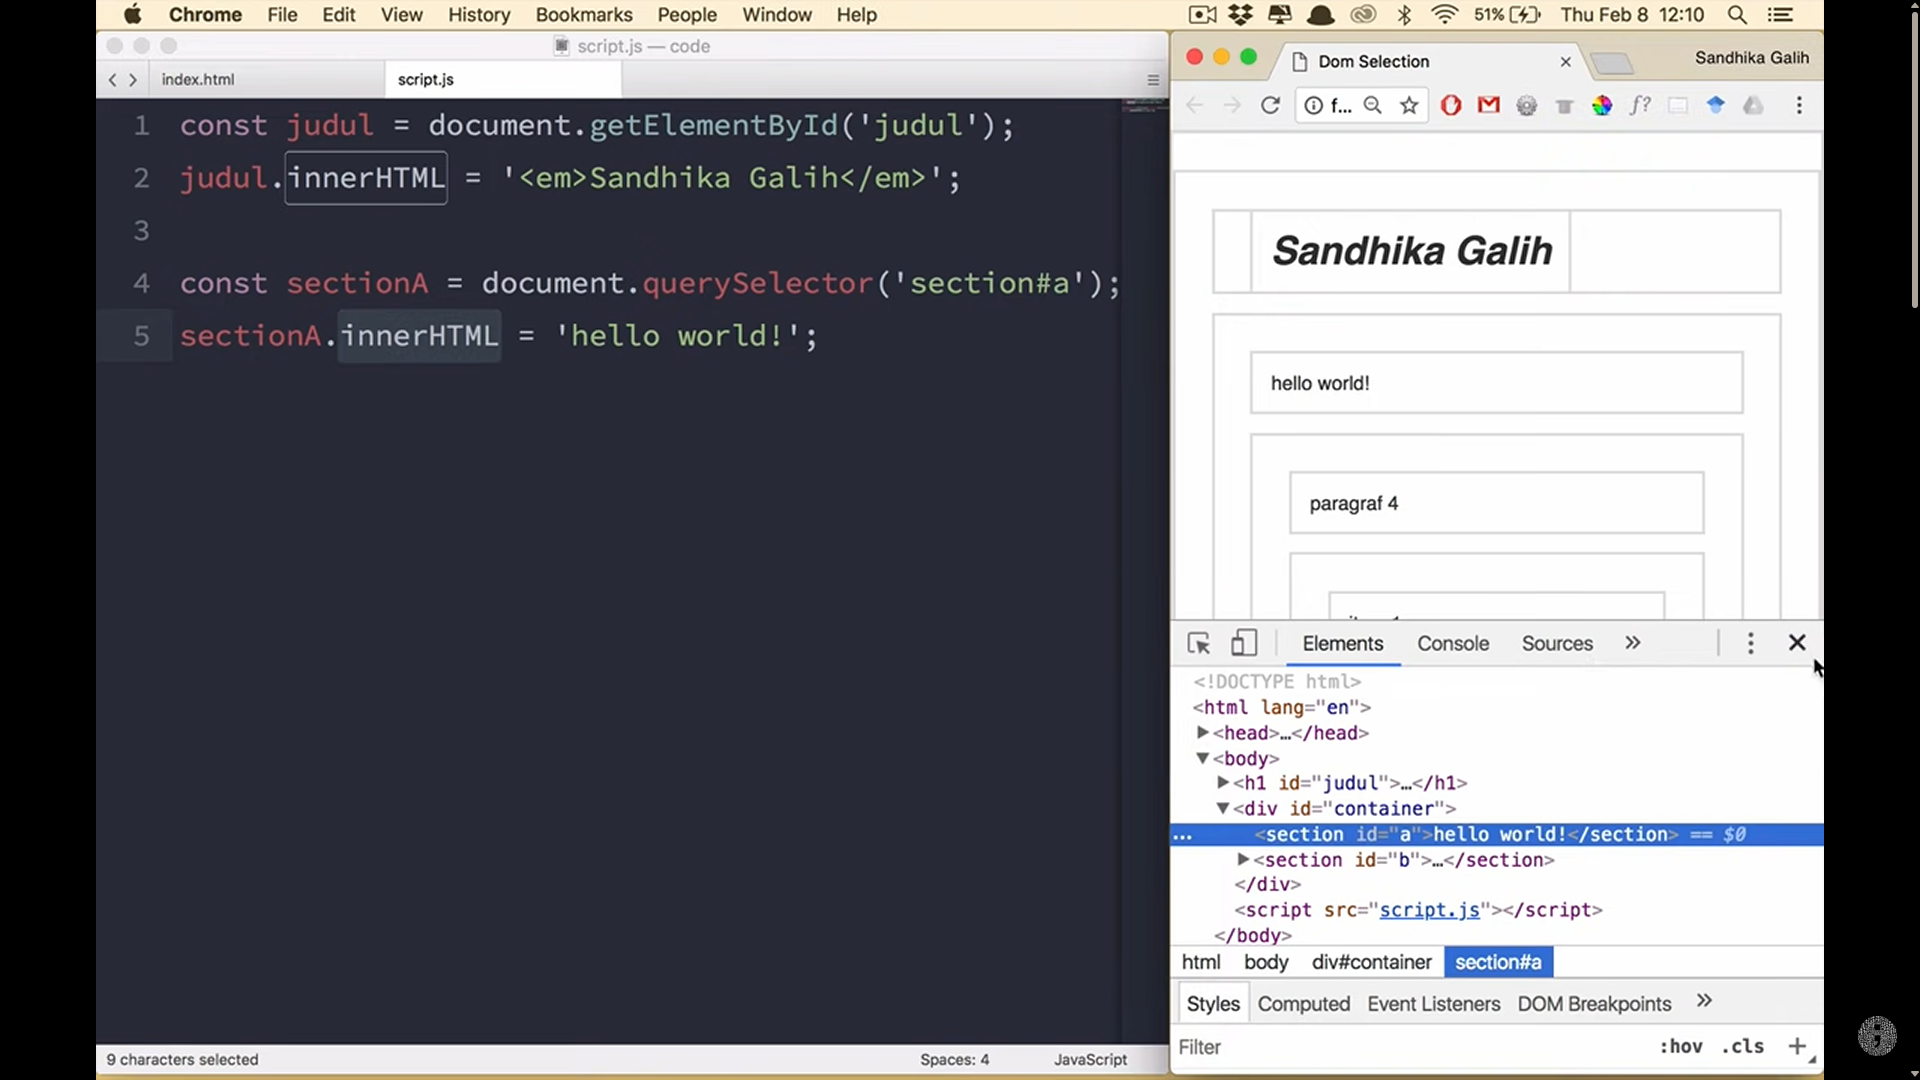 Chrome File Edit View History Bookmarks People Window Help 51% Thu Feb 8 12:10
script.js — code
index.html script.js
1 const judul = document.getElementById('judul');
2 judul.innerHTML = '<em>Sandhika Galih</em>';
3
4 const sectionA = document.querySelector('section#a');
5 sectionA.innerHTML = 'hello world!';
9 characters selected Spaces: 4 JavaScript
Dom Selection Sandhika Galih
f...
Sandhika Galih
hello world!
paragraf 4
Elements Console Sources »
<!DOCTYPE html>
<html lang="en">
<head>…</head>
<body>
<h1 id="judul">…</h1>
<div id="container">
... <section id="a">hello world!</section> == $0
<section id="b">…</section>
</div>
<script src="script.js"></script>
</body>
html body div#container section#a
Styles Computed Event Listeners DOM Breakpoints »
Filter :hov .cls +